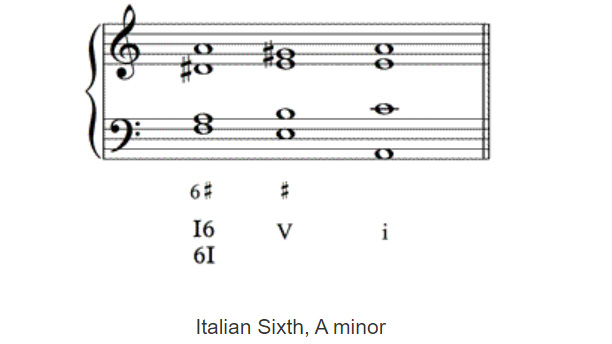 6♯ ♯
I6 V i
6I
Italian Sixth, A minor